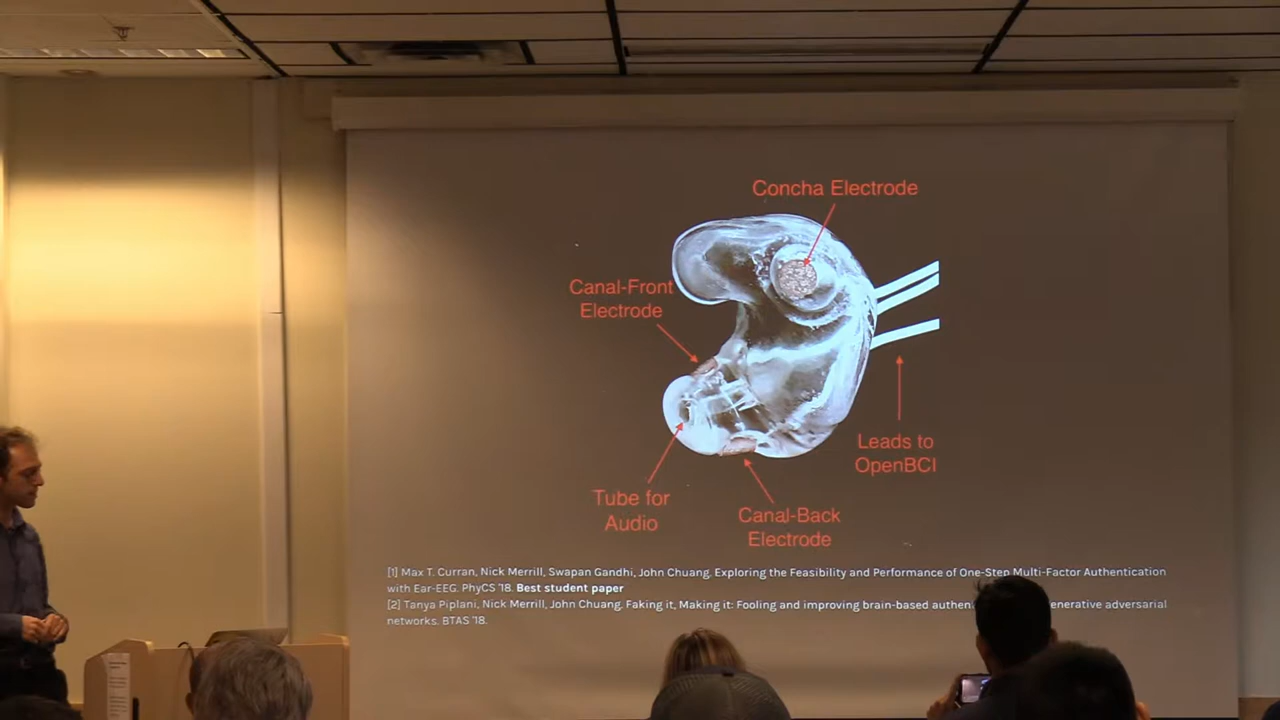 Concha Electrode
Canal-Front
Electrode
Leads to
OpenBCI
Tube for
Audio
Canal-Back
Electrode
[1] Max T. Curran, Nick Merrill, Swapan Gandhi, John Chuang. Exploring the Feasibility and Performance of One-Step Multi-Factor Authentication
with Ear-EEG. PhyCS '18. Best student paper
[2] Tanya Piplani, Nick Merrill, John Chuang. Faking it, Making it: Fooling and improving brain-based authen enerative adversarial
networks. BTAS '18.